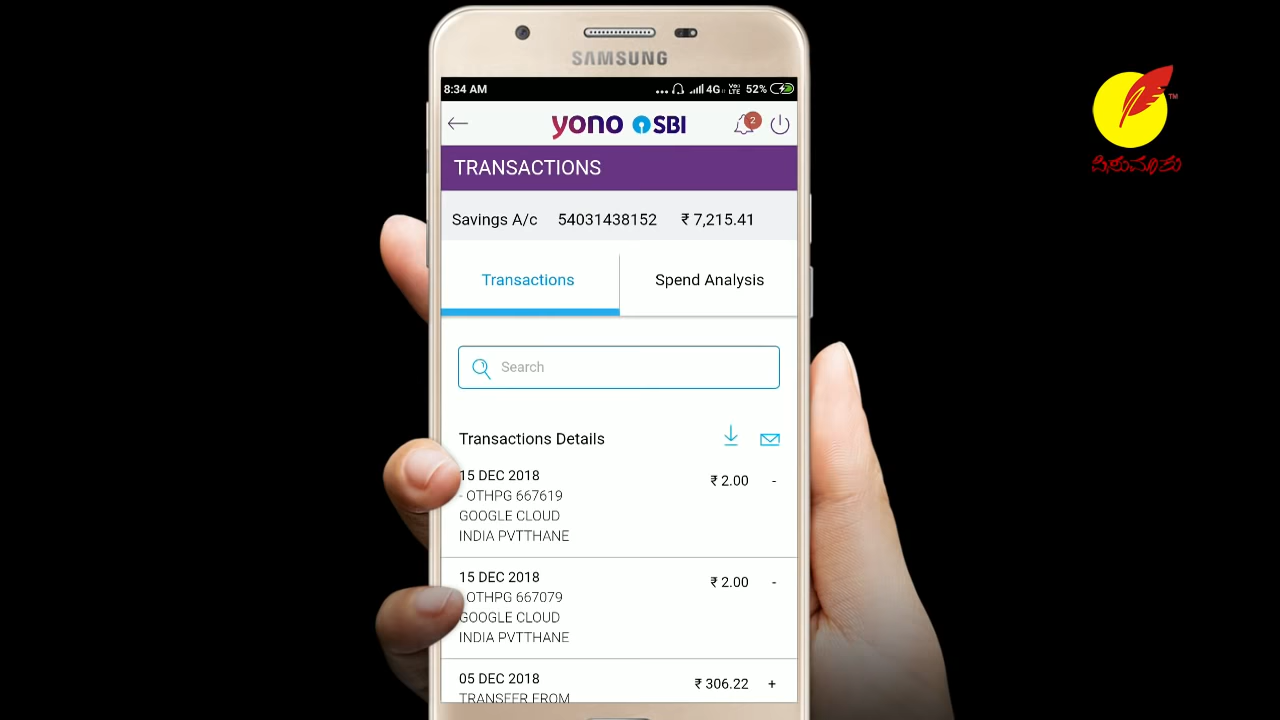 SAMSUNG
8:34 AM
4G VoLTE 52%
yono SBI
2
TRANSACTIONS
Savings A/c 54031438152 ₹ 7,215.41
Transactions Spend Analysis
Search
Transactions Details
15 DEC 2018
₹ 2.00 -
- OTHPG 667619
GOOGLE CLOUD
INDIA PVTTHANE
15 DEC 2018
₹ 2.00 -
- OTHPG 667079
GOOGLE CLOUD
INDIA PVTTHANE
05 DEC 2018
₹ 306.22 +
TRANSFER FROM
ಪಿಸುಮಾತು
TM